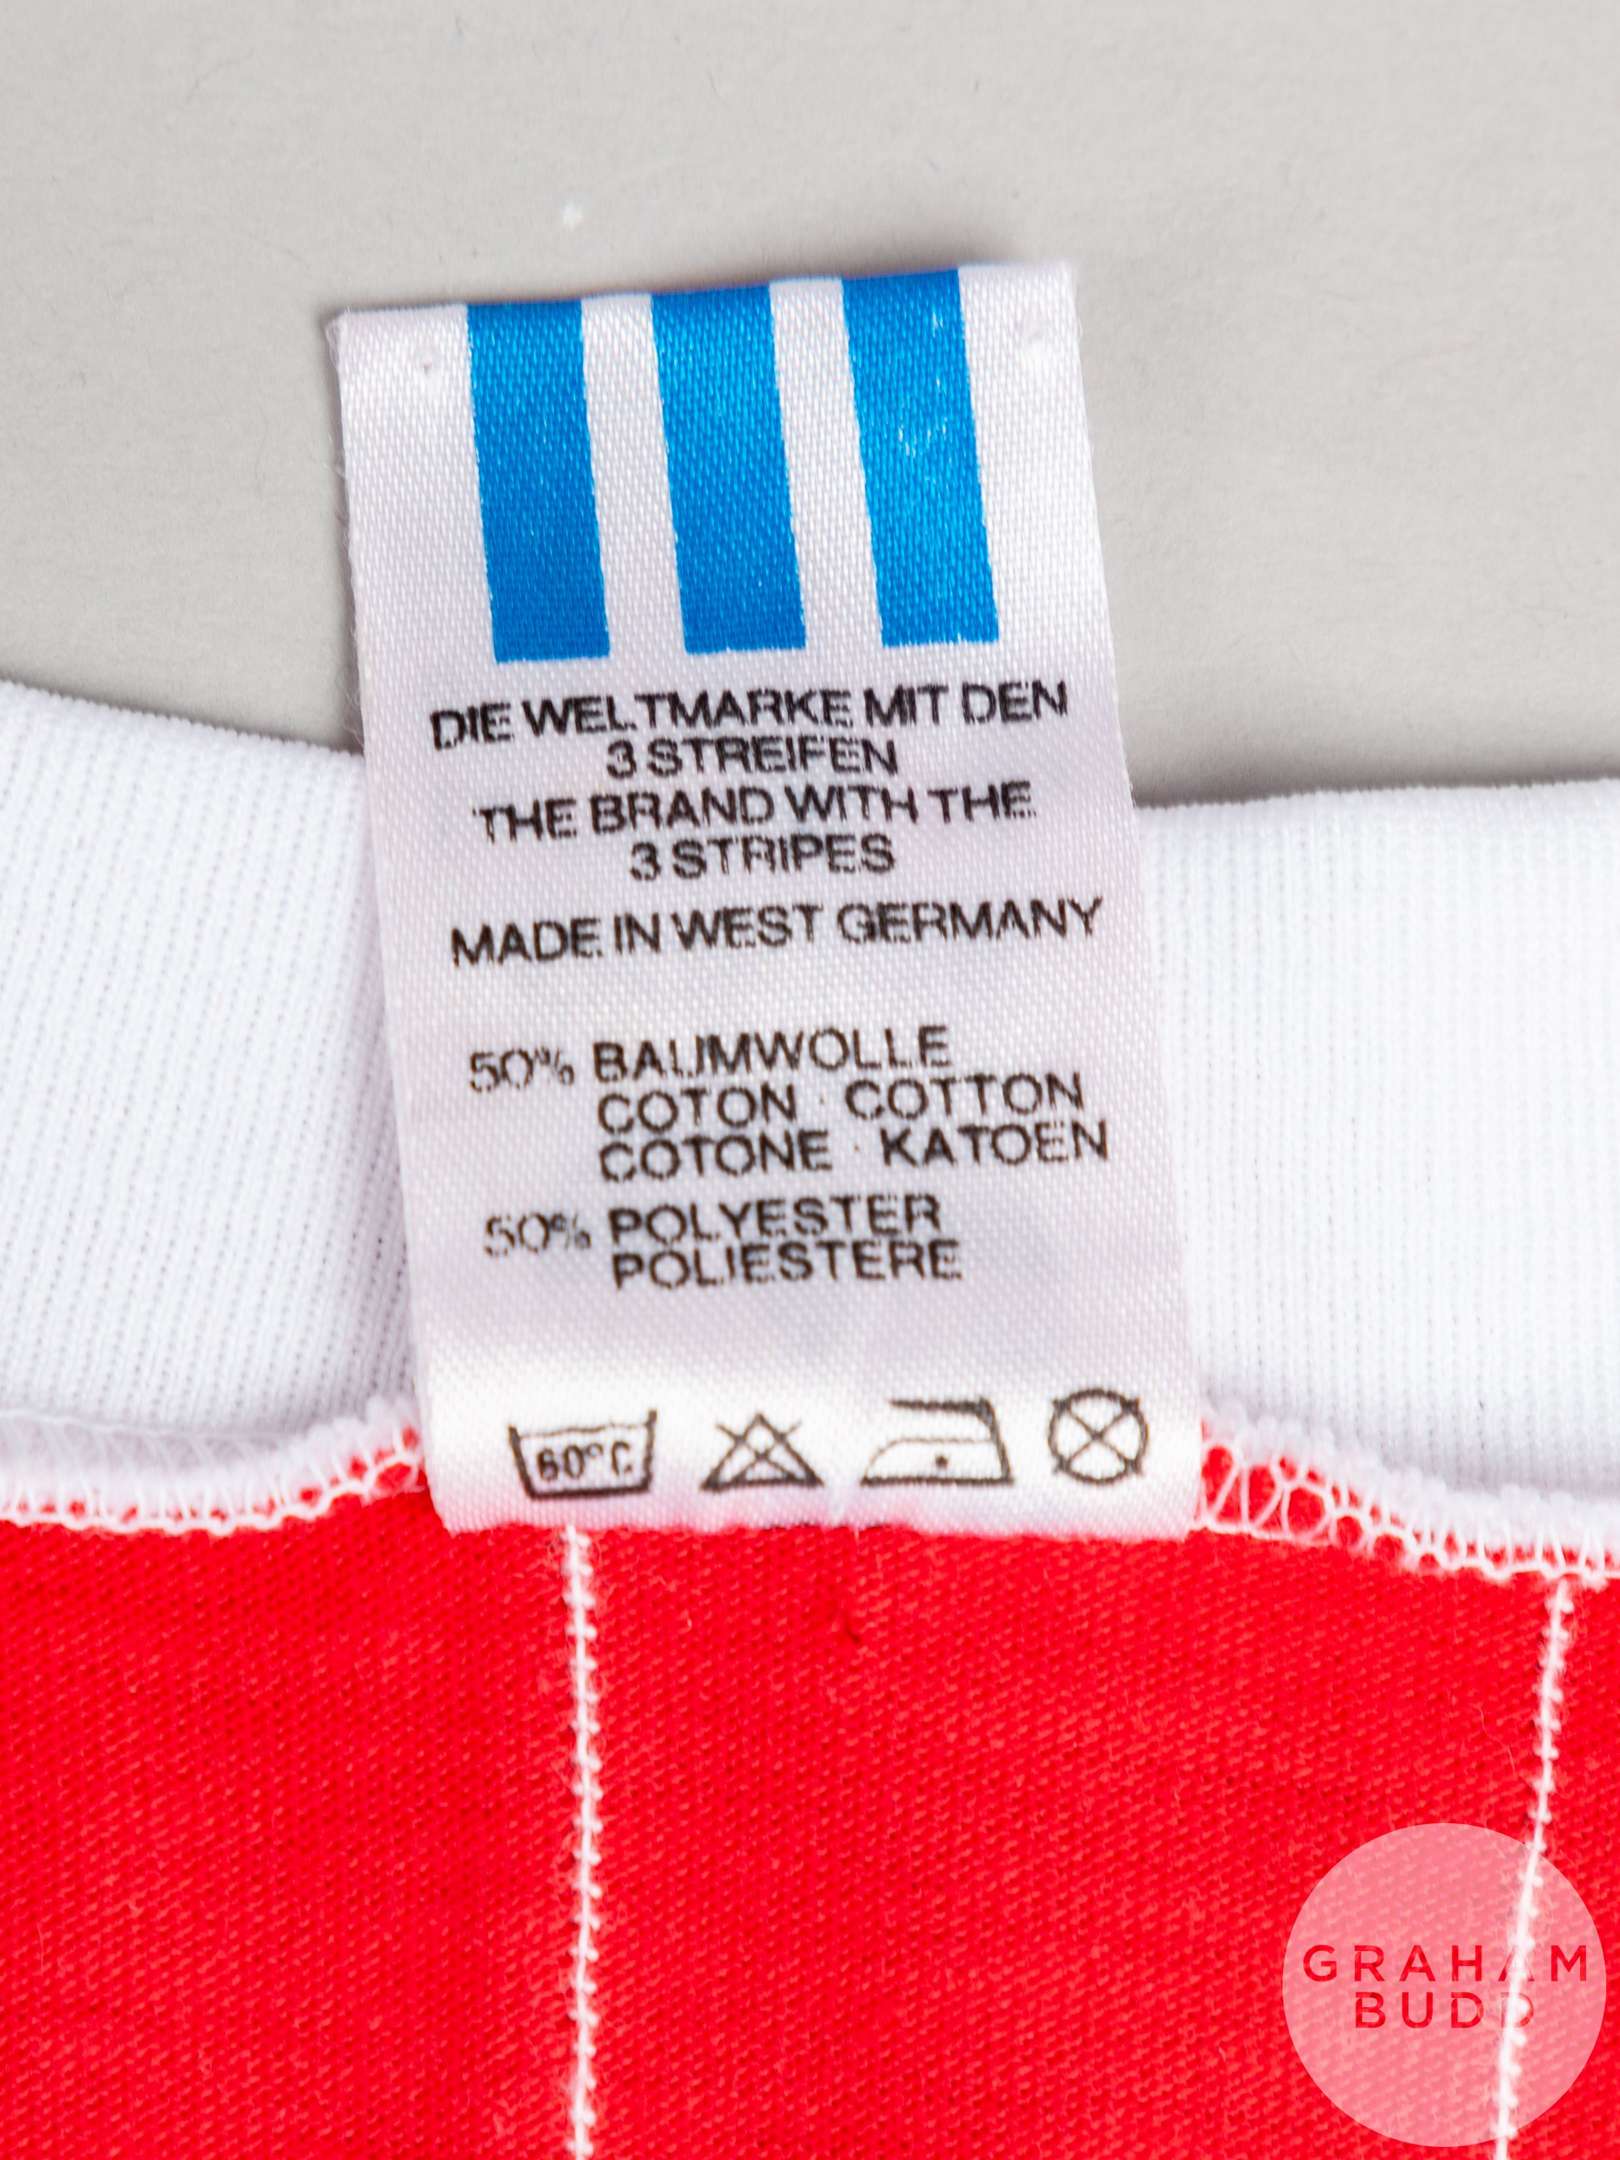 DIE WELTMARKE MIT DEN
3 STREIFEN
THE BRAND WITH THE
3 STRIPES
MADE IN WEST GERMANY
50% BAUMWOLLE
COTON · COTTON
COTONE · KATOEN
50% POLYESTER
POLIESTERE
60°C
GRAHAM
BUDD